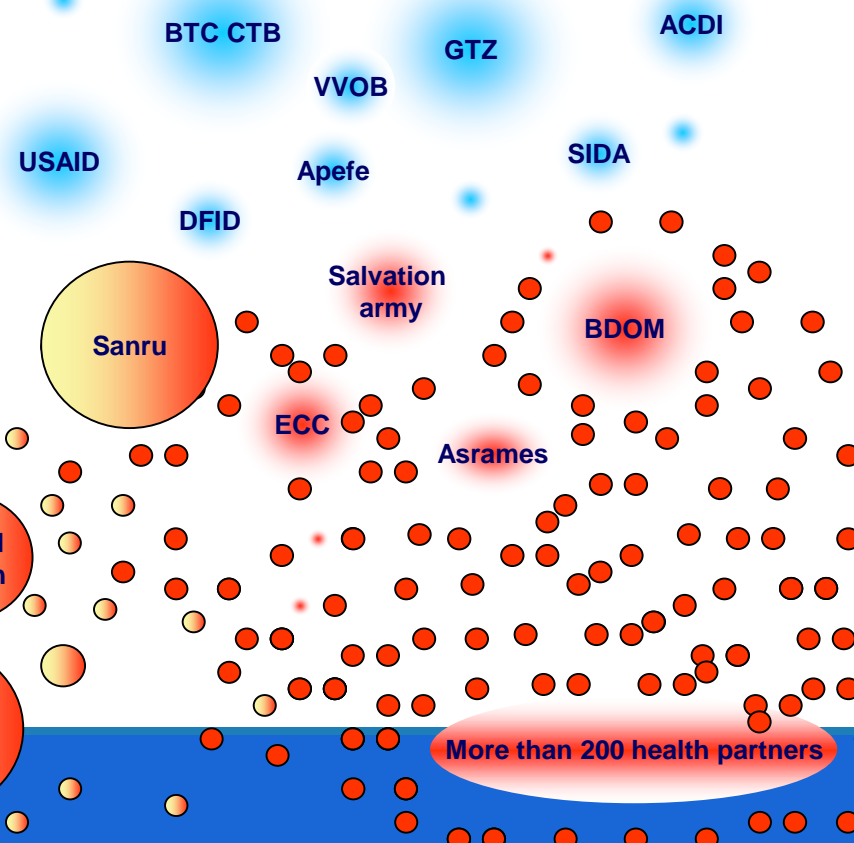 BTC CTB
GTZ
ACDI
VVOB
USAID
Apefe
SIDA
DFID
Salvation
army
Sanru
BDOM
ECC
Asrames
More than 200 health partners